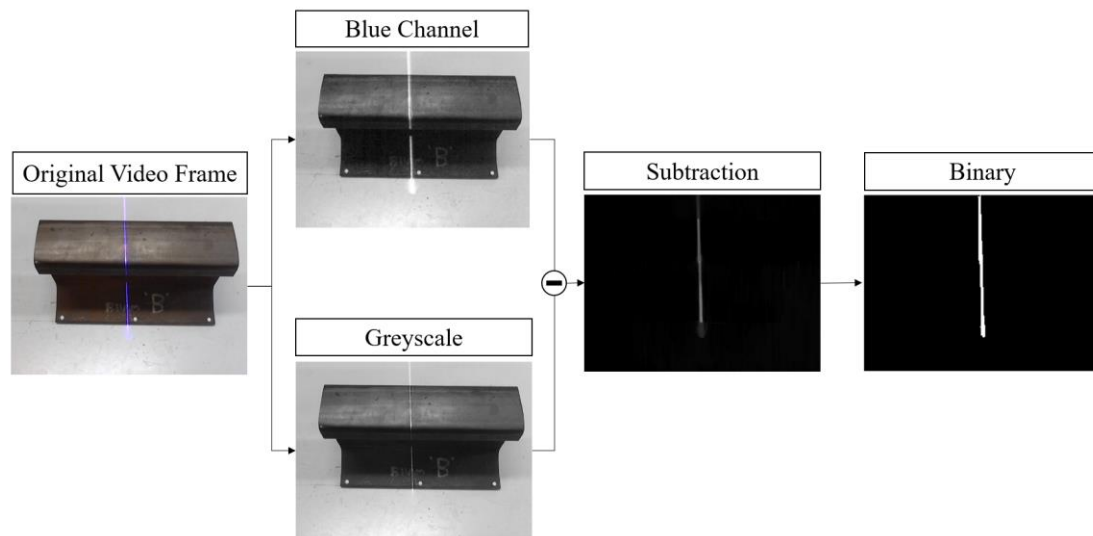 Blue Channel
Original Video Frame
Subtraction
Binary
Greyscale
"B"
"B"
"B"